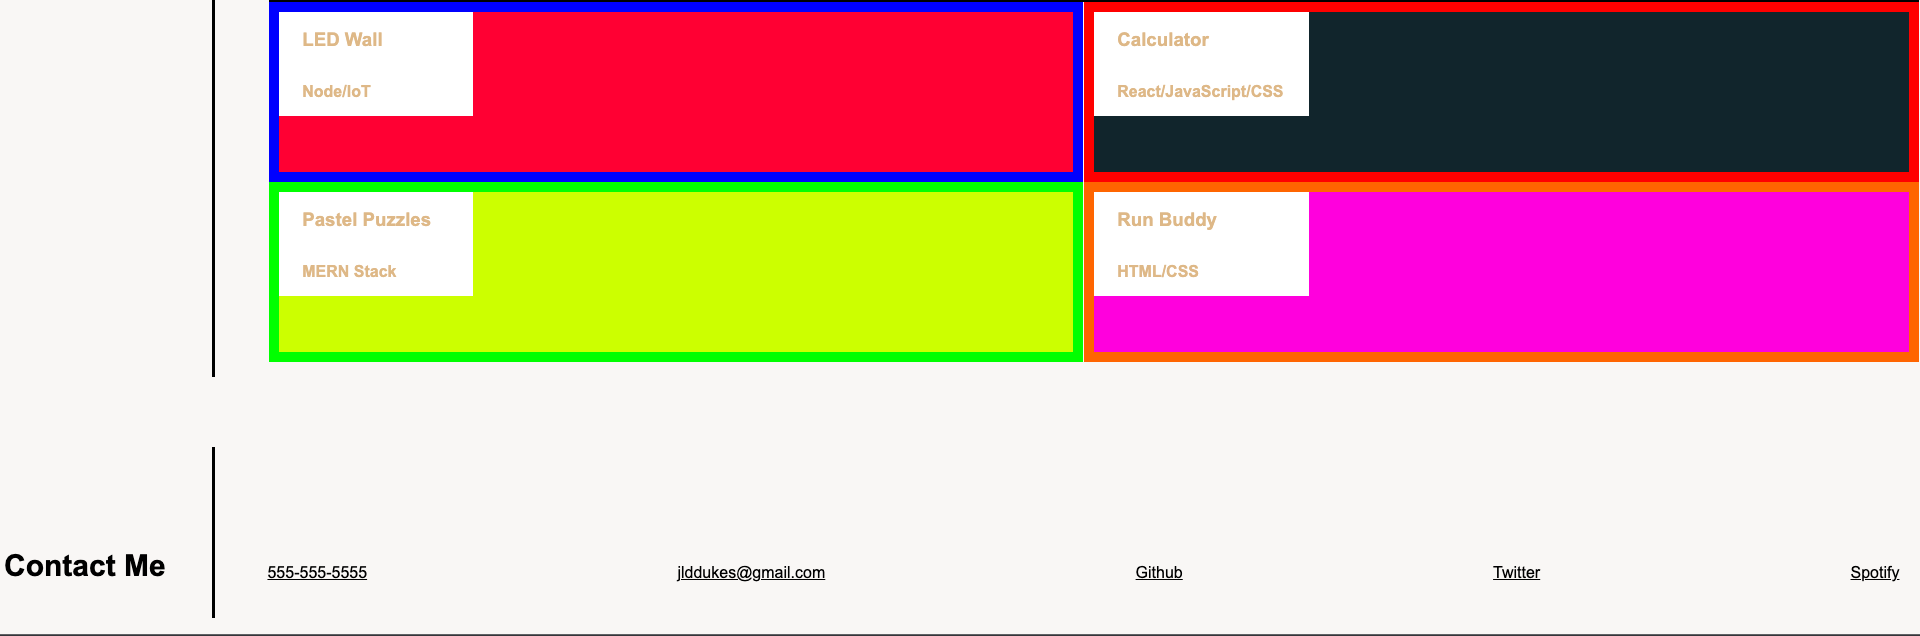 LED Wall
Node/IoT
Calculator
React/JavaScript/CSS
Pastel Puzzles
MERN Stack
Run Buddy
HTML/CSS
Contact Me
555-555-5555
jlddukes@gmail.com
Github
Twitter
Spotify